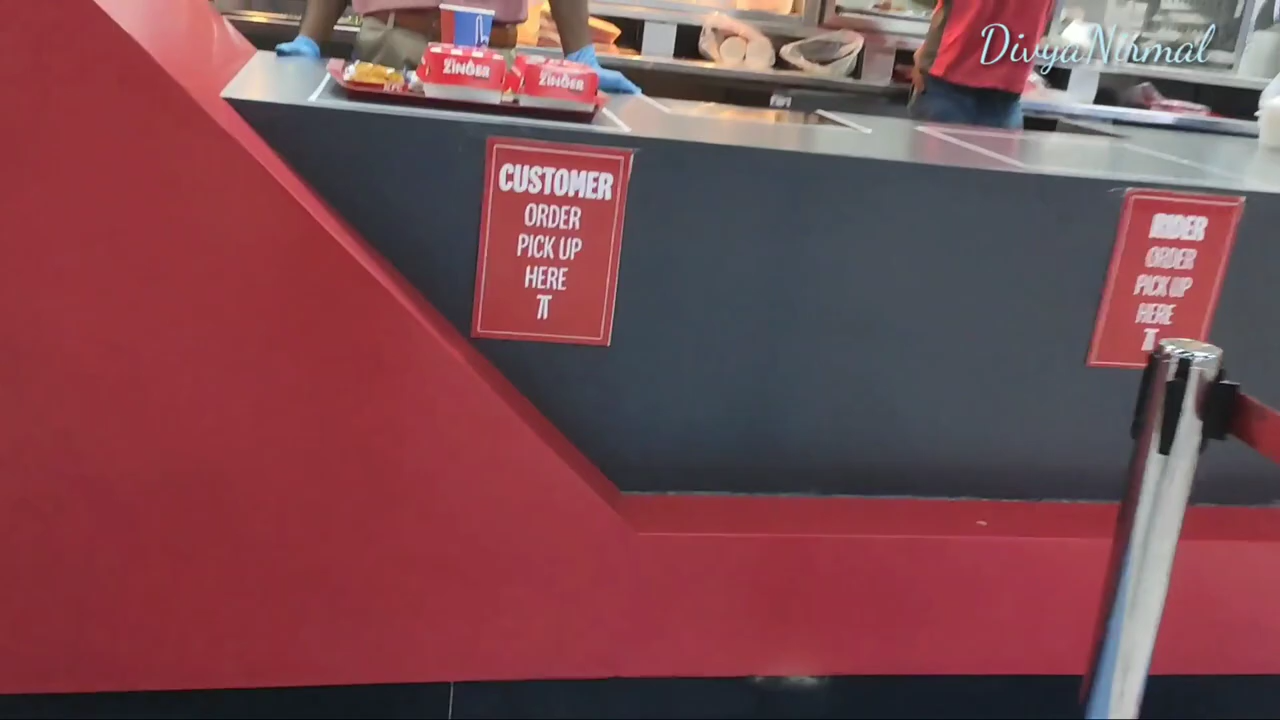 DivyaNirmal
ZINGER
ZINGER
CUSTOMER
ORDER
PICK UP
HERE
RIDER
ORDER
PICK UP
HERE